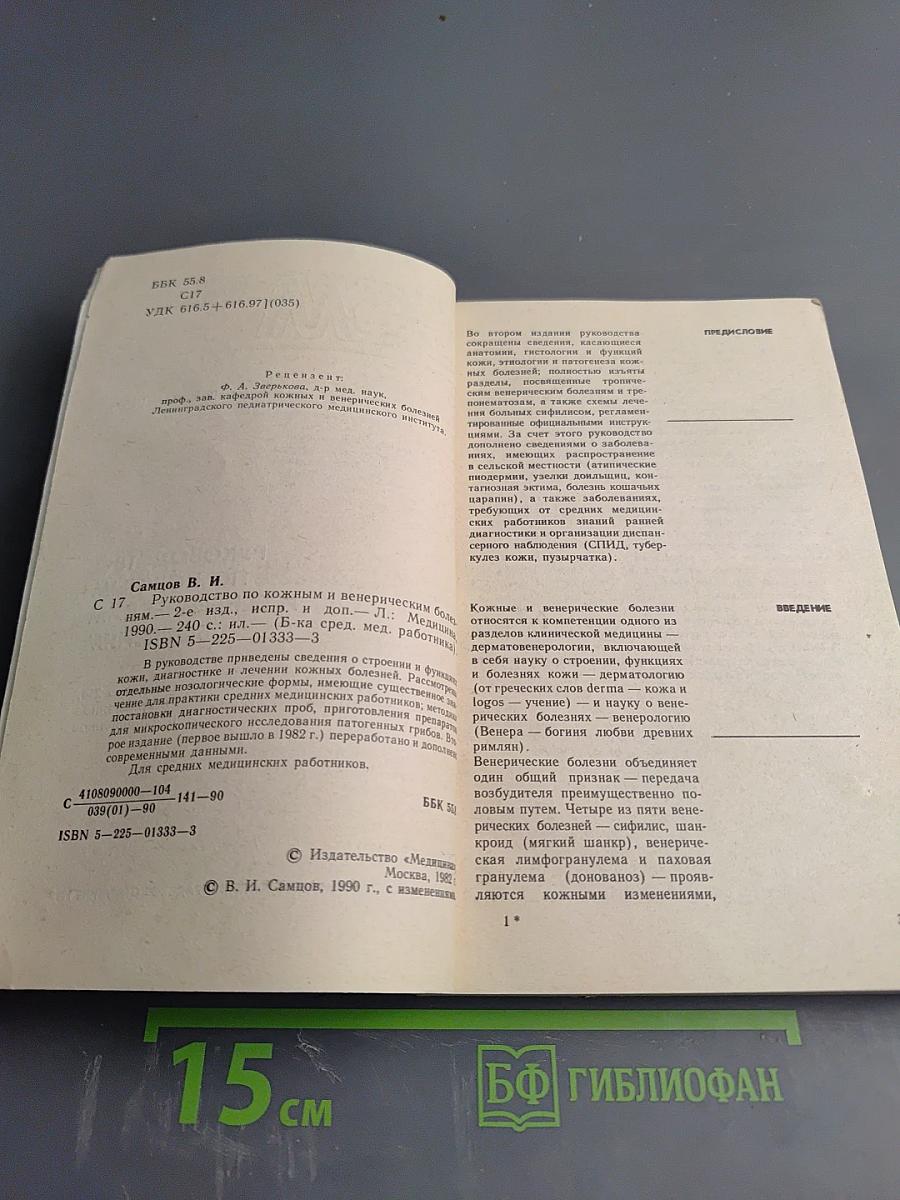 ББК 55.8
С17
УДК 616.5+616.97](035)
Рецензент:
Ф. А. Зверькова, д-р мед. наук,
проф., зав. кафедрой кожных и венерических болезней
Ленинградского педиатрического медицинского института.
Самцов В. И.
С 17 Руководство по кожным и венерическим болез-
ням.— 2-е изд., испр. и доп.— Л.: Медицина,
1990.— 240 с.: ил.— (Б-ка сред. мед. работника)
ISBN 5—225—01333—3
В руководстве приведены сведения о строении и функциях
кожи, диагностике и лечении кожных болезней. Рассмотрены
отдельные нозологические формы, имеющие существенное зна-
чение для практики средних медицинских работников; методика
постановки диагностических проб, приготовления препаратов
для микроскопического исследования патогенных грибов. Вто-
рое издание (первое вышло в 1982 г.) переработано и дополнено
современными данными.
Для средних медицинских работников.
С 4108090000—104 141—90
039(01)—90
ББК 55.8
ISBN 5—225—01333—3
© Издательство «Медицина»
Москва, 1982 г.
© В. И. Самцов, 1990 г., с изменениями
ПРЕДИСЛОВИЕ
Во втором издании руководства
сокращены сведения, касающиеся
анатомии, гистологии и функций
кожи, этиологии и патогенеза кож-
ных болезней; полностью изъяты
разделы, посвященные тропиче-
ским венерическим болезням и тре-
понематозам, а также схемы лече-
ния больных сифилисом, регламен-
тированные официальными инструк-
циями. За счет этого руководство
дополнено сведениями о заболева-
ниях, имеющих распространение
в сельской местности (атипические
пиодермии, узелки доильщиц, кон-
тагиозная эктима, болезнь кошачьих
царапин), а также заболеваниях,
требующих от средних медицин-
ских работников знаний ранней
диагностики и организации диспан-
серного наблюдения (СПИД, тубер-
кулез кожи, пузырчатка).
ВВЕДЕНИЕ
Кожные и венерические болезни
относятся к компетенции одного из
разделов клинической медицины —
дерматовенерологии, включающей
в себя науку о строении, функциях
и болезнях кожи — дерматологию
(от греческих слов derma — кожа и
logos — учение) — и науку о вене-
рических болезнях — венерологию
(Венера — богиня любви древних
римлян).
Венерические болезни объединяет
один общий признак — передача
возбудителя преимущественно по-
ловым путем. Четыре из пяти вене-
рических болезней — сифилис, шан-
кроид (мягкий шанкр), венериче-
ская лимфогранулема и паховая
гранулема (донованоз) — прояв-
ляются кожными изменениями,
1*
15 см
БФ ГИБЛИОФАН